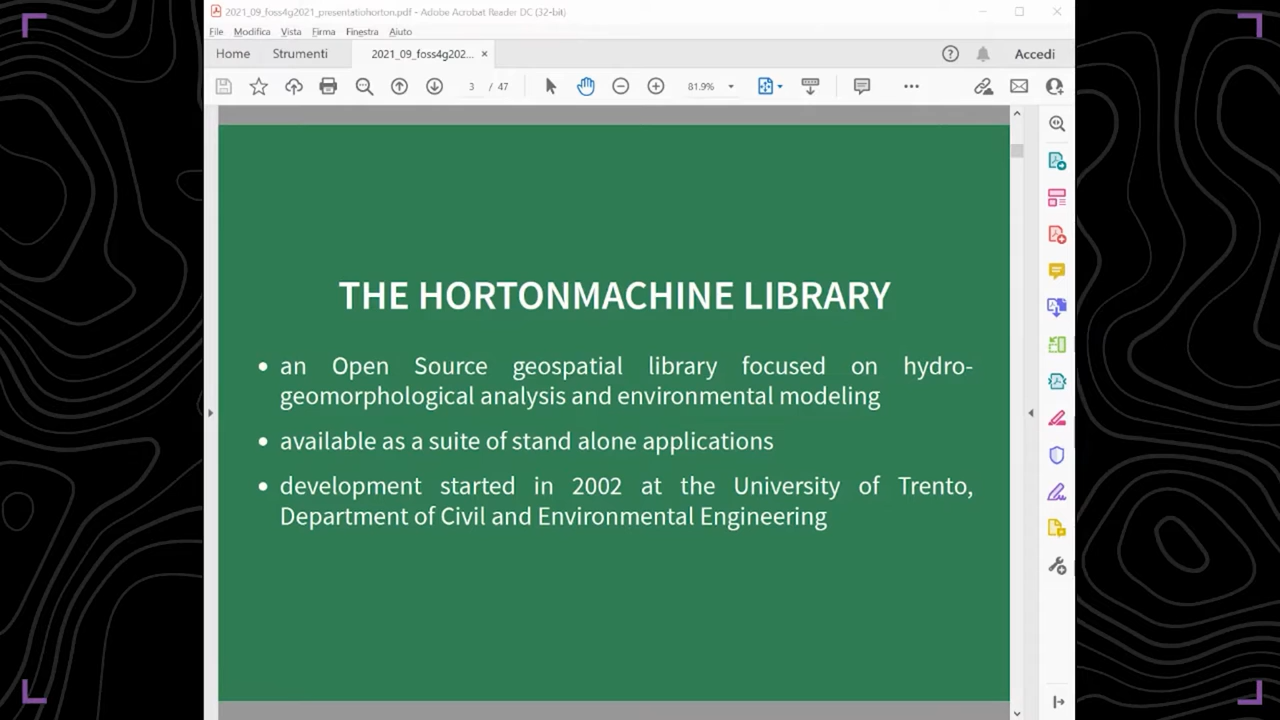 2021_09_foss4g2021_presentatiohorton.pdf - Adobe Acrobat Reader DC (32-bit)
File Modifica Vista Firma Finestra Aiuto
Home Strumenti 2021_09_foss4g202... Accedi
3 / 47 81.9%
THE HORTONMACHINE LIBRARY
• an Open Source geospatial library focused on hydro-
geomorphological analysis and environmental modeling
• available as a suite of stand alone applications
• development started in 2002 at the University of Trento,
Department of Civil and Environmental Engineering